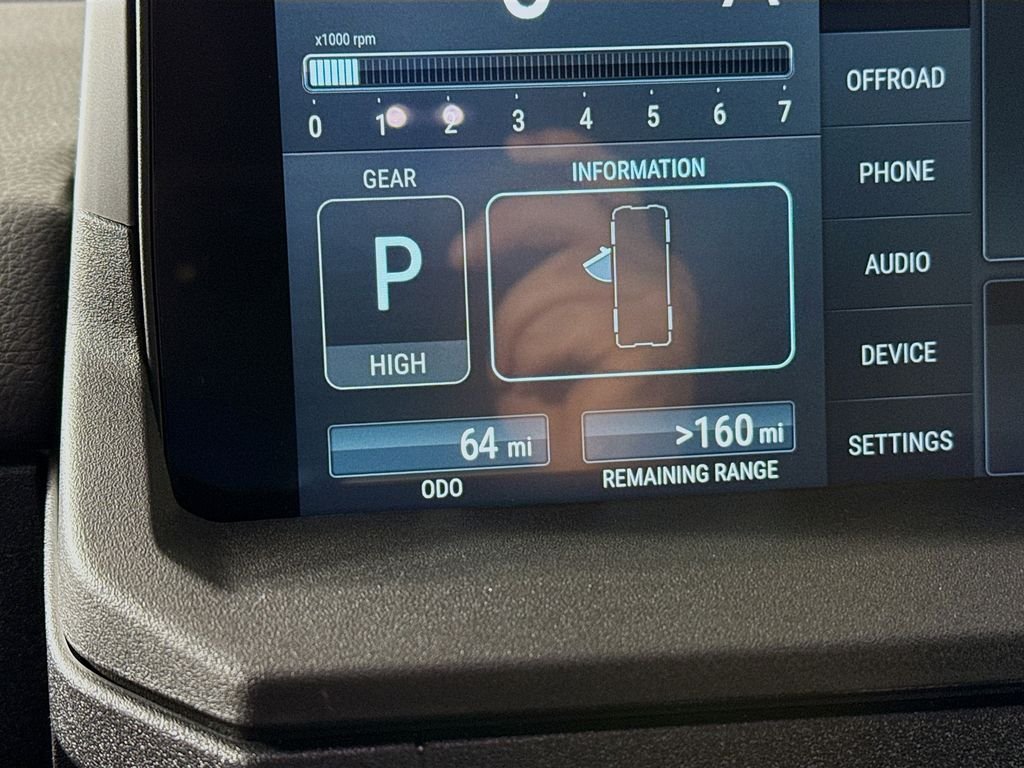 x1000 rpm
0 1 2 3 4 5 6 7
GEAR
INFORMATION
P
HIGH
64 mi
>160 mi
ODO
REMAINING RANGE
OFFROAD
PHONE
AUDIO
DEVICE
SETTINGS